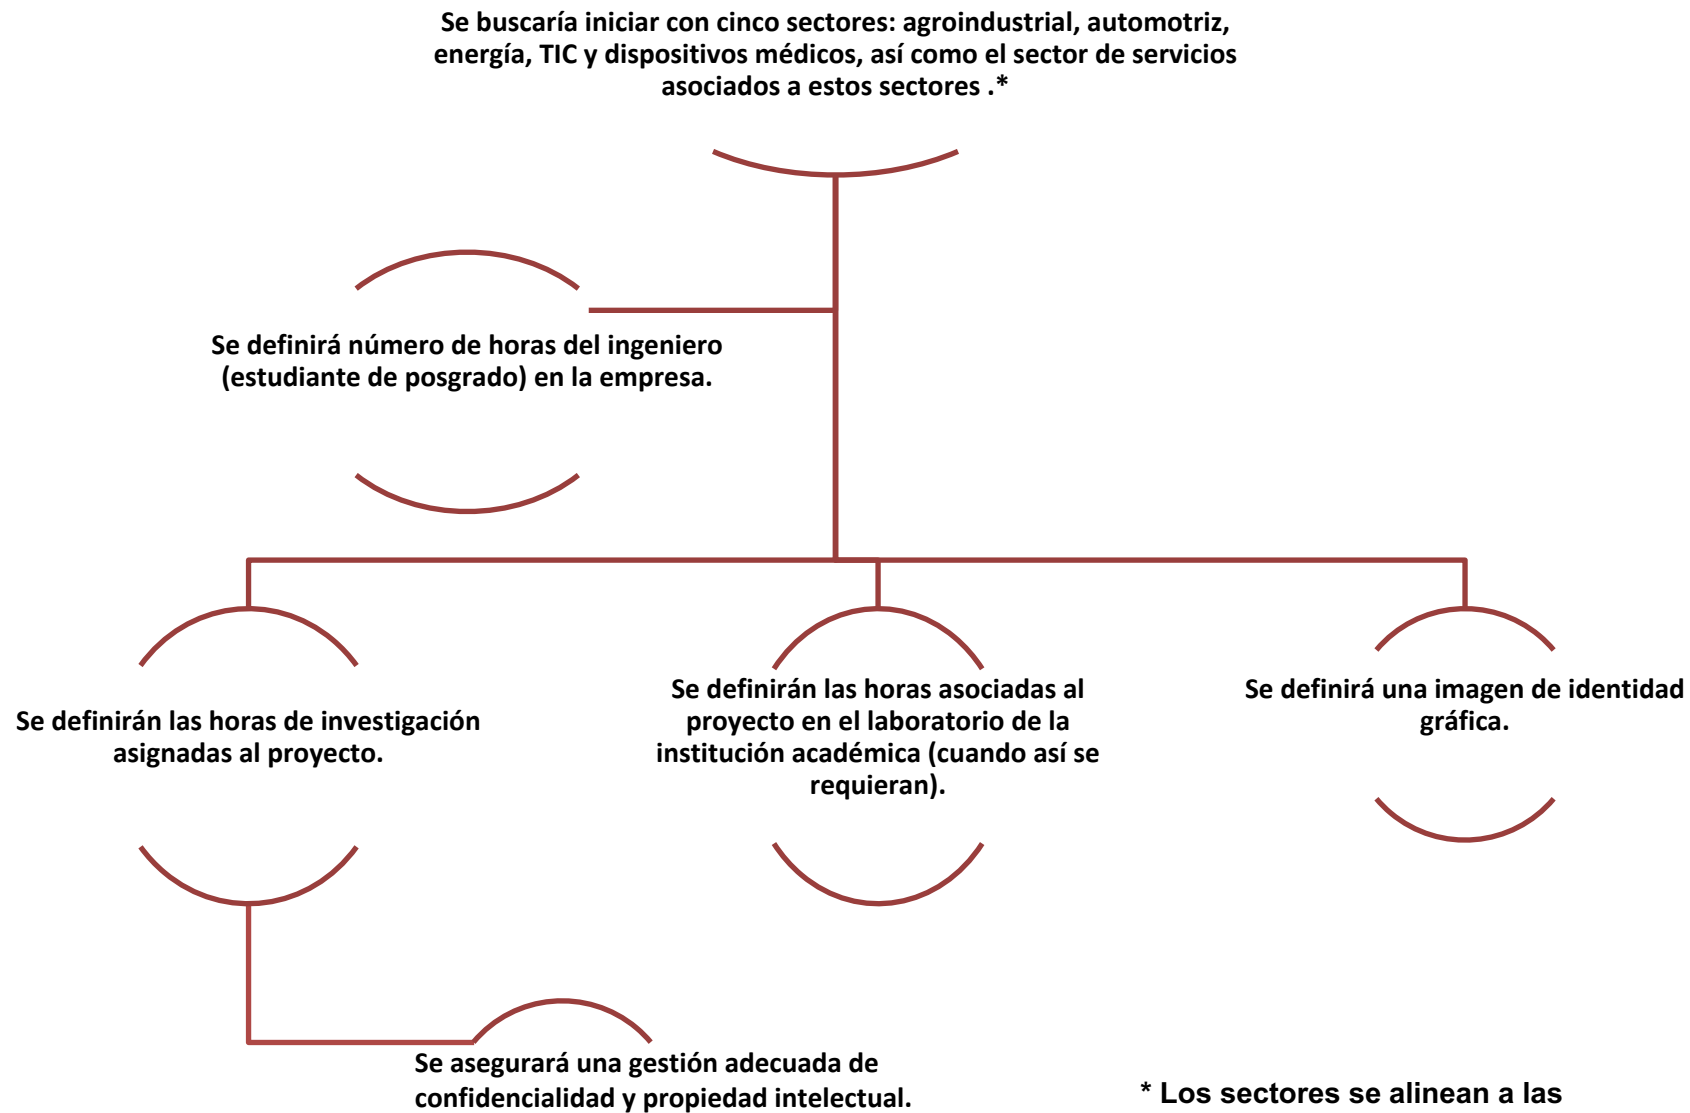 Se buscaría iniciar con cinco sectores: agroindustrial, automotriz,
energía, TIC y dispositivos médicos, así como el sector de servicios
asociados a estos sectores .*
Se definirá número de horas del ingeniero
(estudiante de posgrado) en la empresa.
Se definirán las horas de investigación
asignadas al proyecto.
Se definirán las horas asociadas al
proyecto en el laboratorio de la
institución académica (cuando así se
requieran).
Se definirá una imagen de identidad
gráfica.
Se asegurará una gestión adecuada de
confidencialidad y propiedad intelectual.
* Los sectores se alinean a las